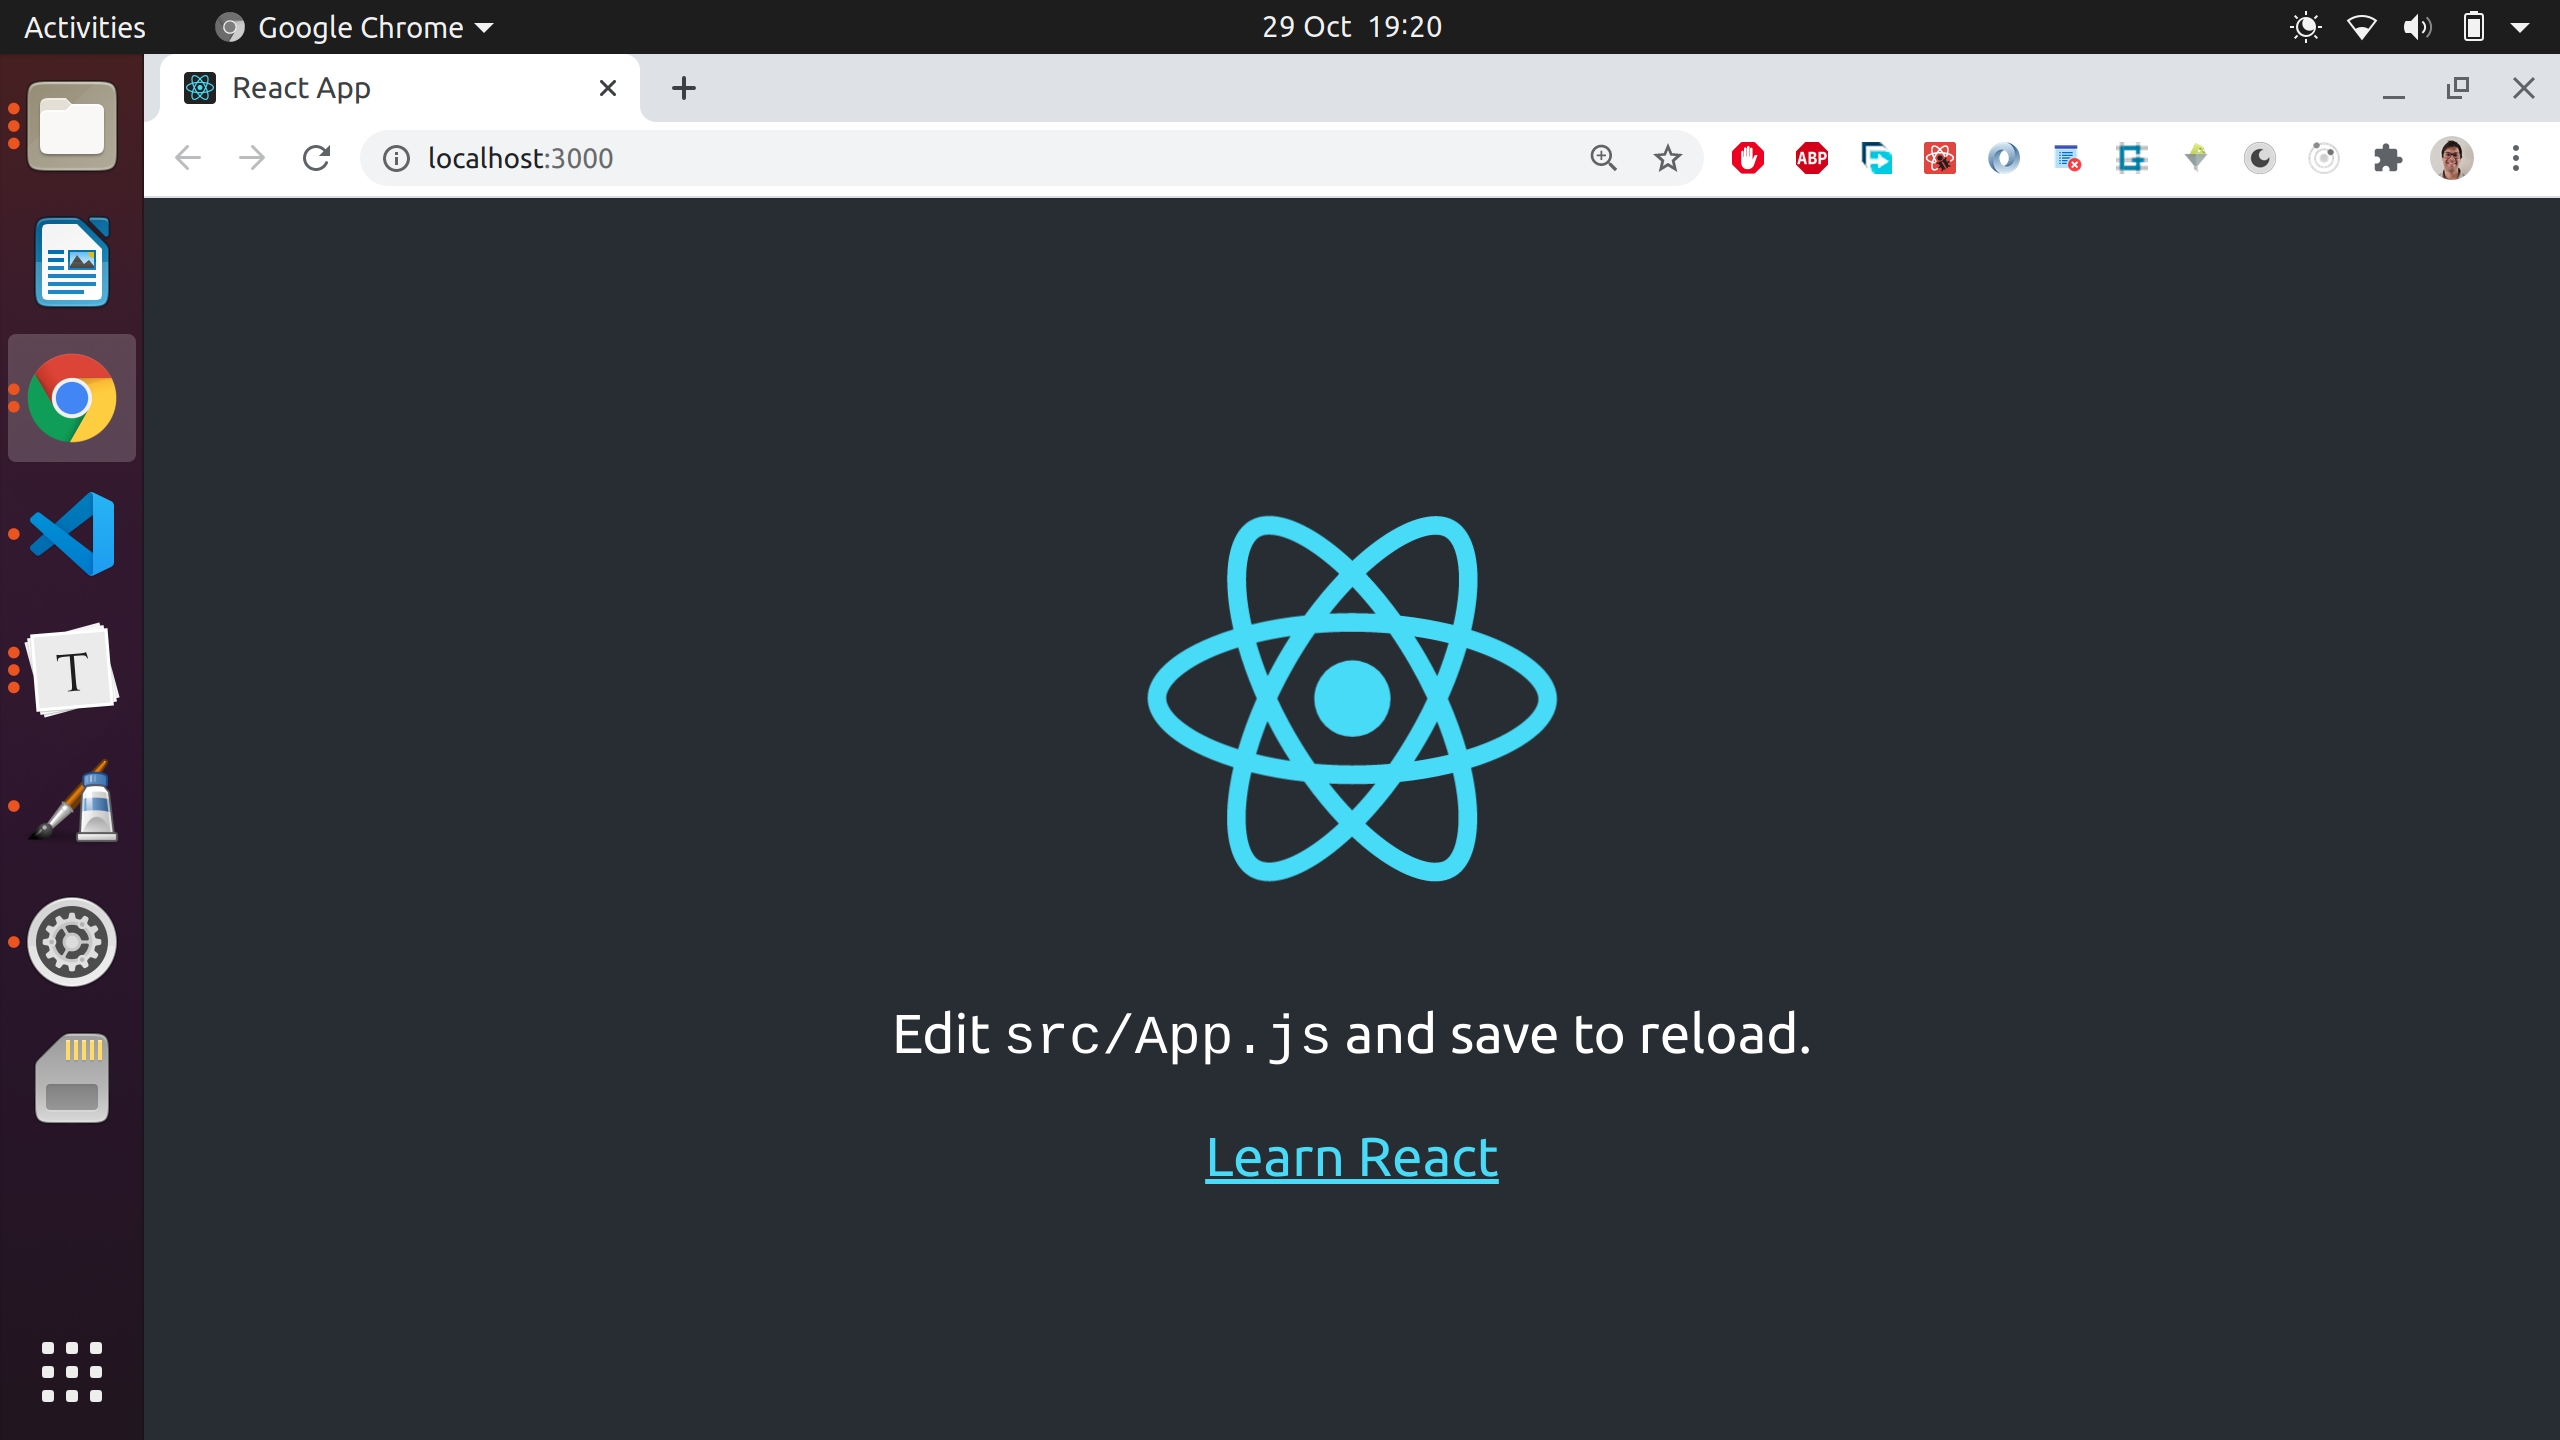 Activities
Google Chrome
29 Oct 19:20
React App
localhost:3000
ABP
T
Edit src/App.js and save to reload.
Learn React